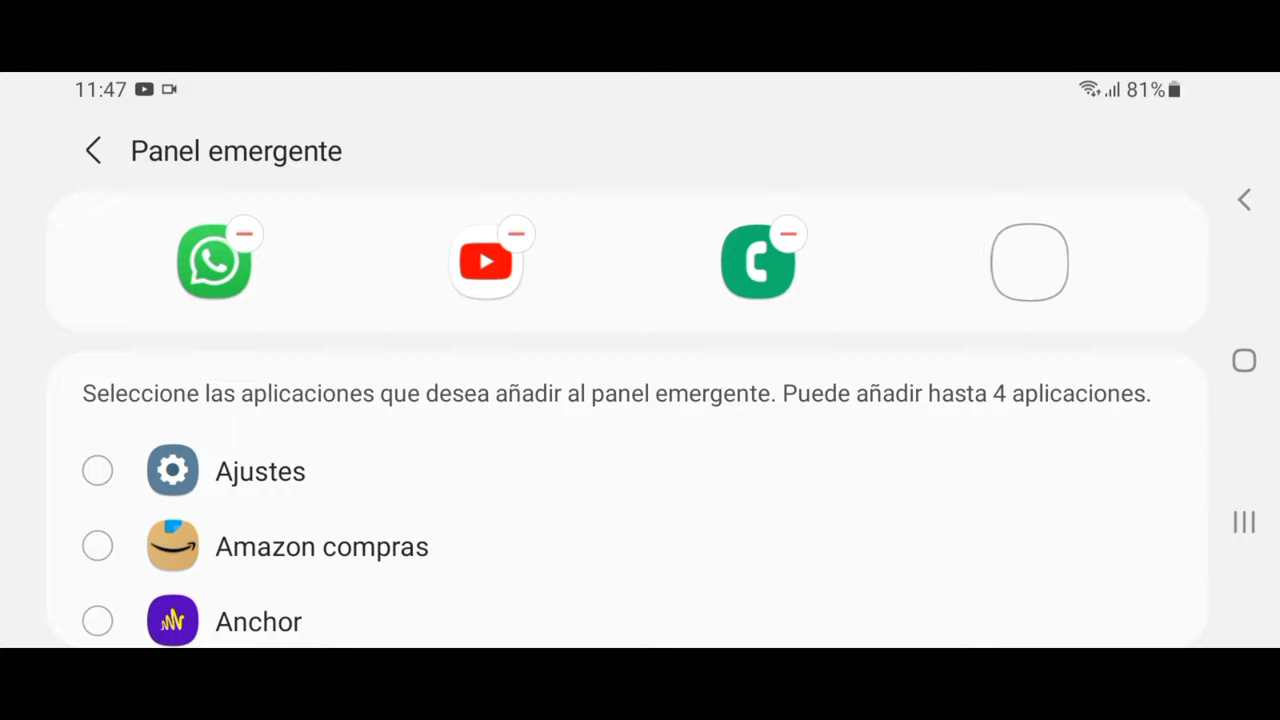 11:47 81%
Panel emergente
Seleccione las aplicaciones que desea añadir al panel emergente. Puede añadir hasta 4 aplicaciones.
Ajustes
Amazon compras
Anchor